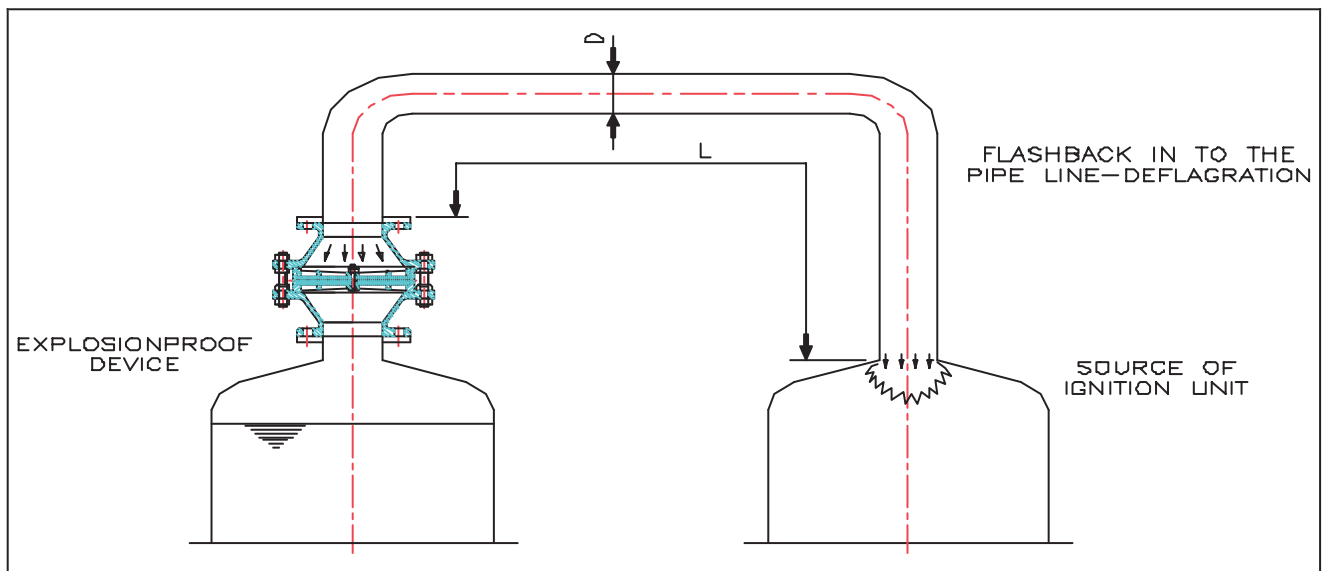 D
L
FLASHBACK IN TO THE
PIPE LINE-DEFLAGRATION
EXPLOSIONPROOF
DEVICE
SOURCE OF
IGNITION UNIT